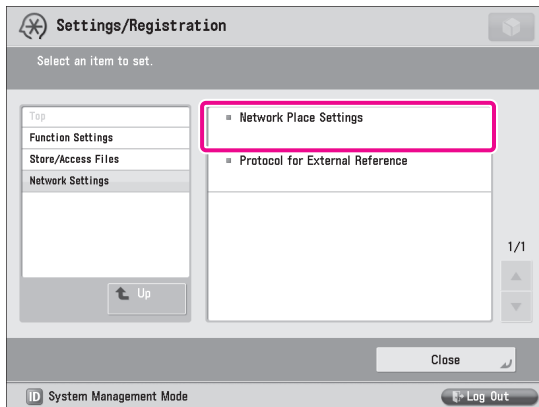 Settings/Registration
Select an item to set.
Top
Function Settings
Store/Access Files
Network Settings
Up
Network Place Settings
Protocol for External Reference
1/1
Close
ID System Management Mode
Log Out